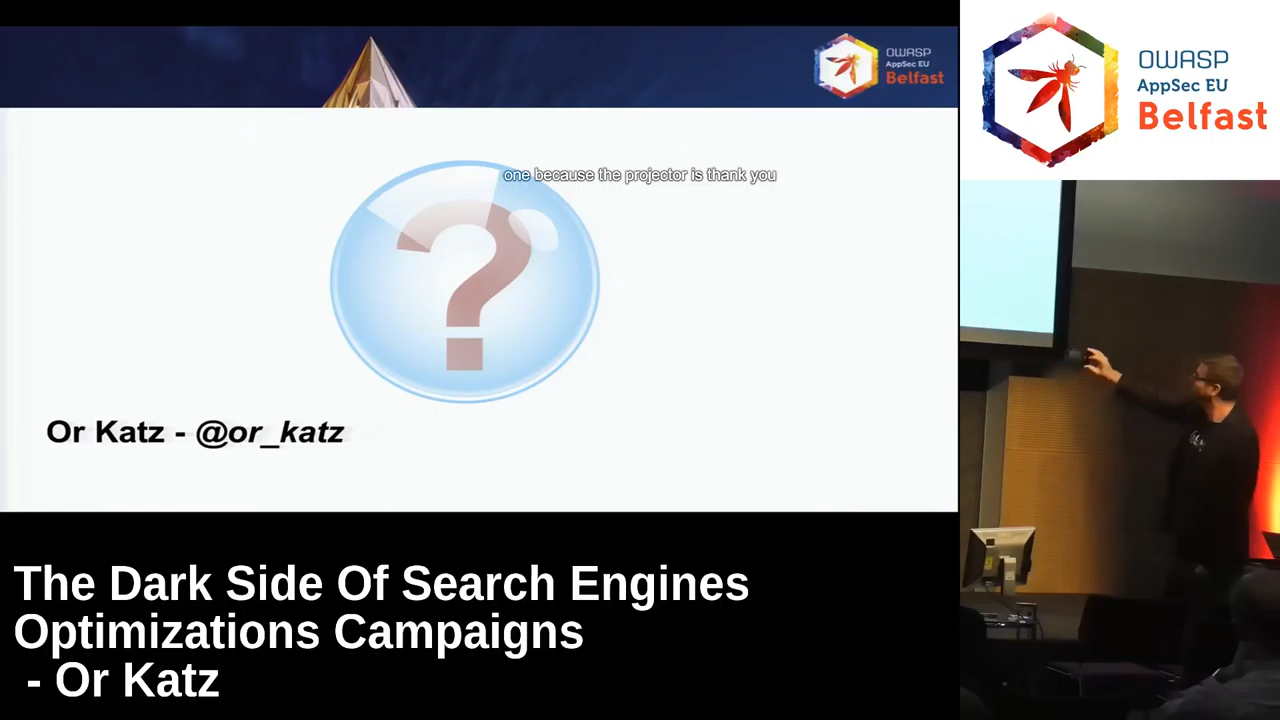 OWASP
AppSec EU
Belfast
OWASP
AppSec EU
Belfast
one because the projector is thank you
?
Or Katz - @or_katz
The Dark Side Of Search Engines
Optimizations Campaigns
- Or Katz